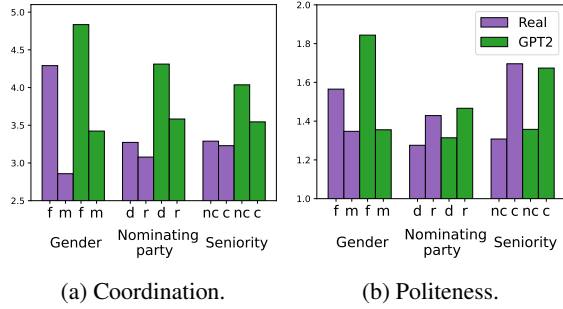 5.0
4.5
4.0
3.5
3.0
2.5
f m f m d r d r nc c nc c
Gender Nominating party Seniority
(a) Coordination.
2.0
1.8
1.6
1.4
1.2
1.0
Real
GPT2
f m f m d r d r nc c nc c
Gender Nominating party Seniority
(b) Politeness.